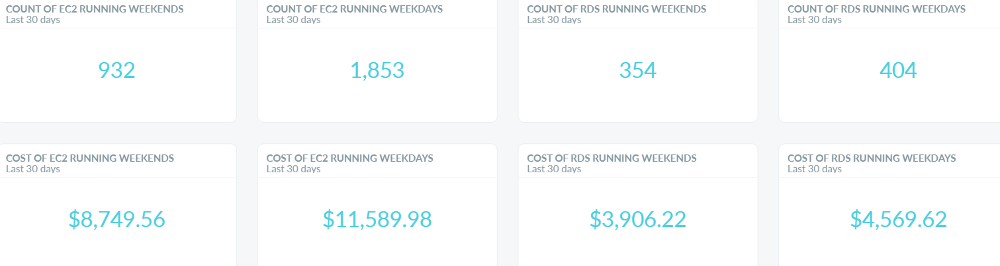 COUNT OF EC2 RUNNING WEEKENDS
Last 30 days
932
COUNT OF EC2 RUNNING WEEKDAYS
Last 30 days
1,853
COUNT OF RDS RUNNING WEEKENDS
Last 30 days
354
COUNT OF RDS RUNNING WEEKDAYS
Last 30 days
404
COST OF EC2 RUNNING WEEKENDS
Last 30 days
$8,749.56
COST OF EC2 RUNNING WEEKDAYS
Last 30 days
$11,589.98
COST OF RDS RUNNING WEEKENDS
Last 30 days
$3,906.22
COST OF RDS RUNNING WEEKDAYS
Last 30 days
$4,569.62